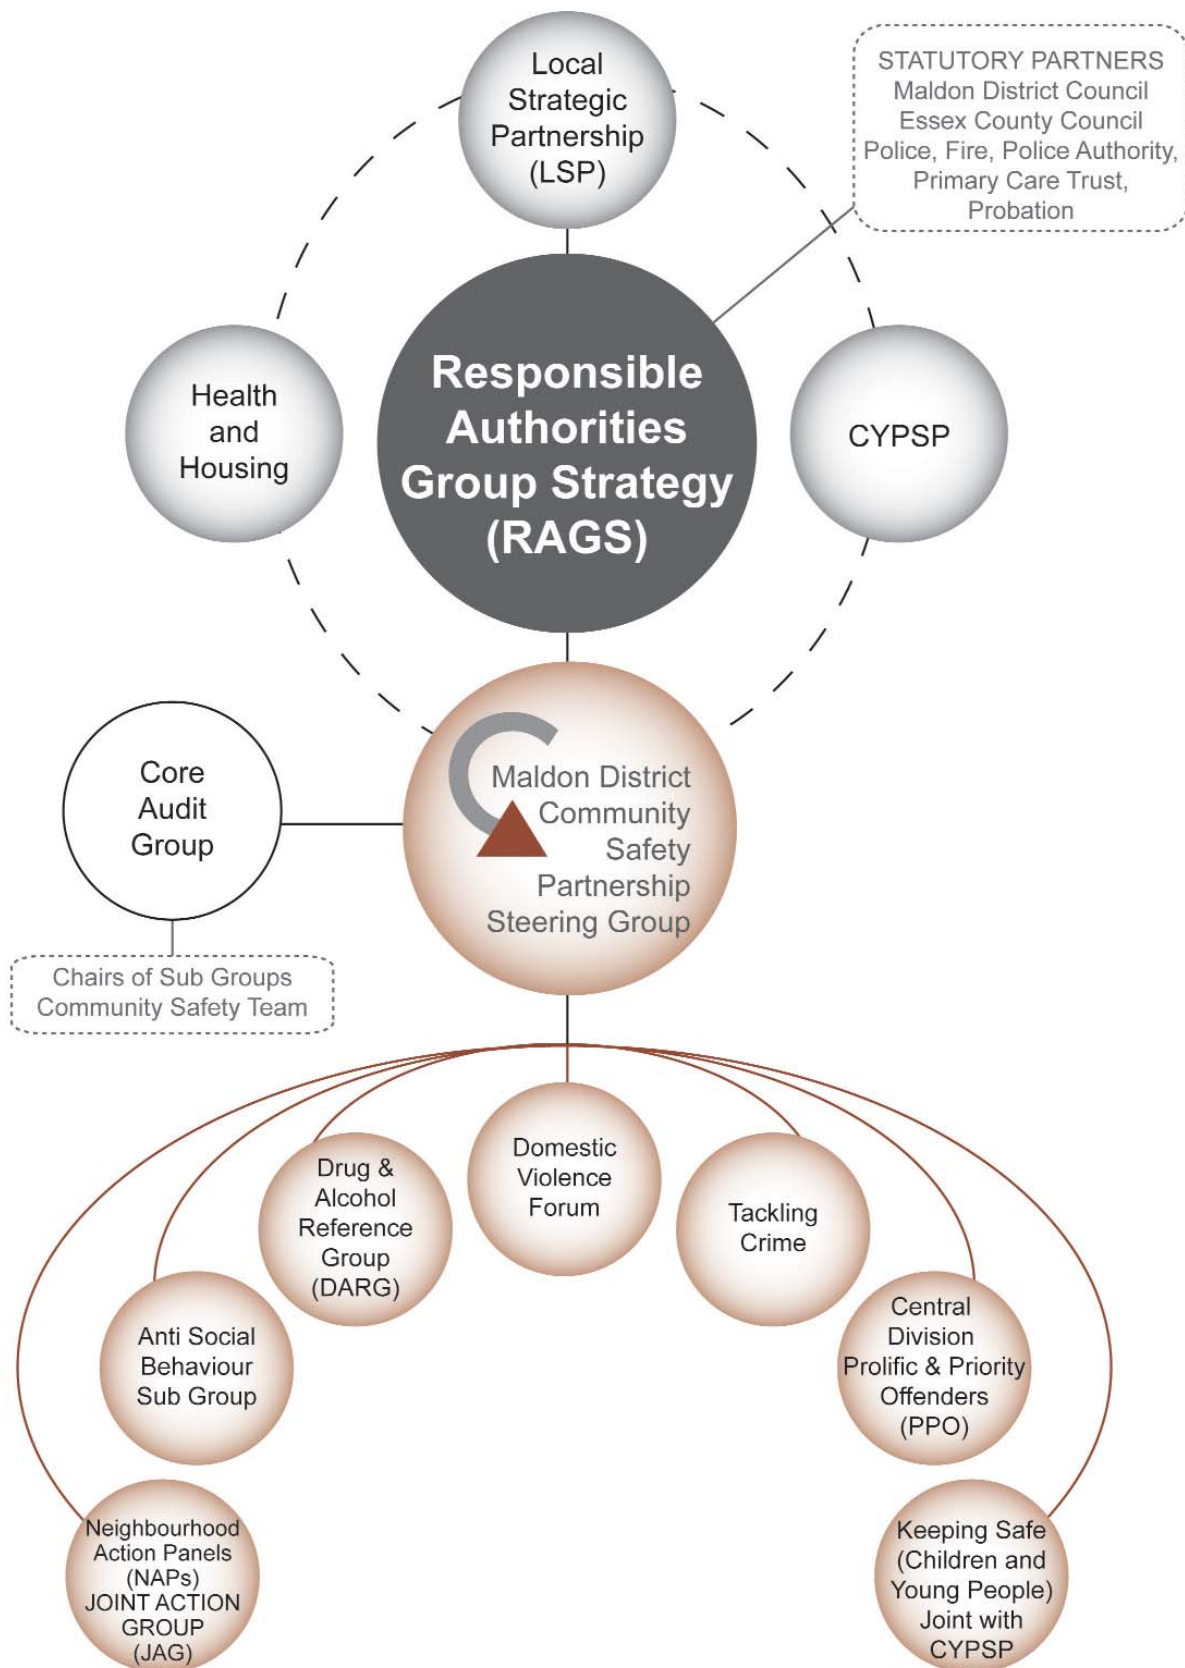 Local
Strategic
Partnership
(LSP)
STATUTORY PARTNERS
Maldon District Council
Essex County Council
Police, Fire, Police Authority,
Primary Care Trust,
Probation
Health
and
Housing
Responsible
Authorities
Group Strategy
(RAGS)
CYPSP
Core
Audit
Group
Maldon District
Community
Safety
Partnership
Steering Group
Chairs of Sub Groups
Community Safety Team
Neighbourhood
Action Panels
(NAPs)
JOINT ACTION
GROUP
(JAG)
Anti Social
Behaviour
Sub Group
Drug &
Alcohol
Reference
Group
(DARG)
Domestic
Violence
Forum
Tackling
Crime
Central
Division
Prolific & Priority
Offenders
(PPO)
Keeping Safe
(Children and
Young People)
Joint with
CYPSP